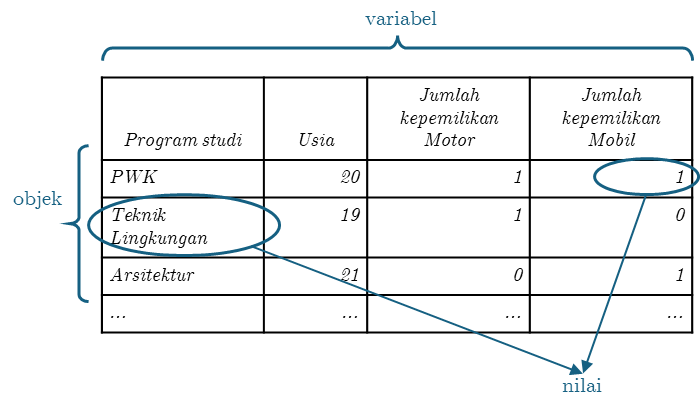 variabel
Program studi
Usia
Jumlah
kepemilikan
Motor
Jumlah
kepemilikan
Mobil
objek
PWK 20 1 1
Teknik
Lingkungan 19 1 0
Arsitektur 21 0 1
... ... ... ...
nilai